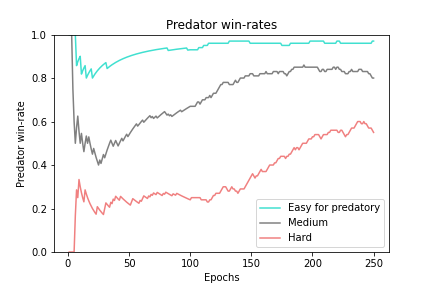 Predator win-rates
Predator win-rate
1.0
0.8
0.6
0.4
0.2
0.0
Easy for predatory
Medium
Hard
0
50
100
150
200
250
Epochs